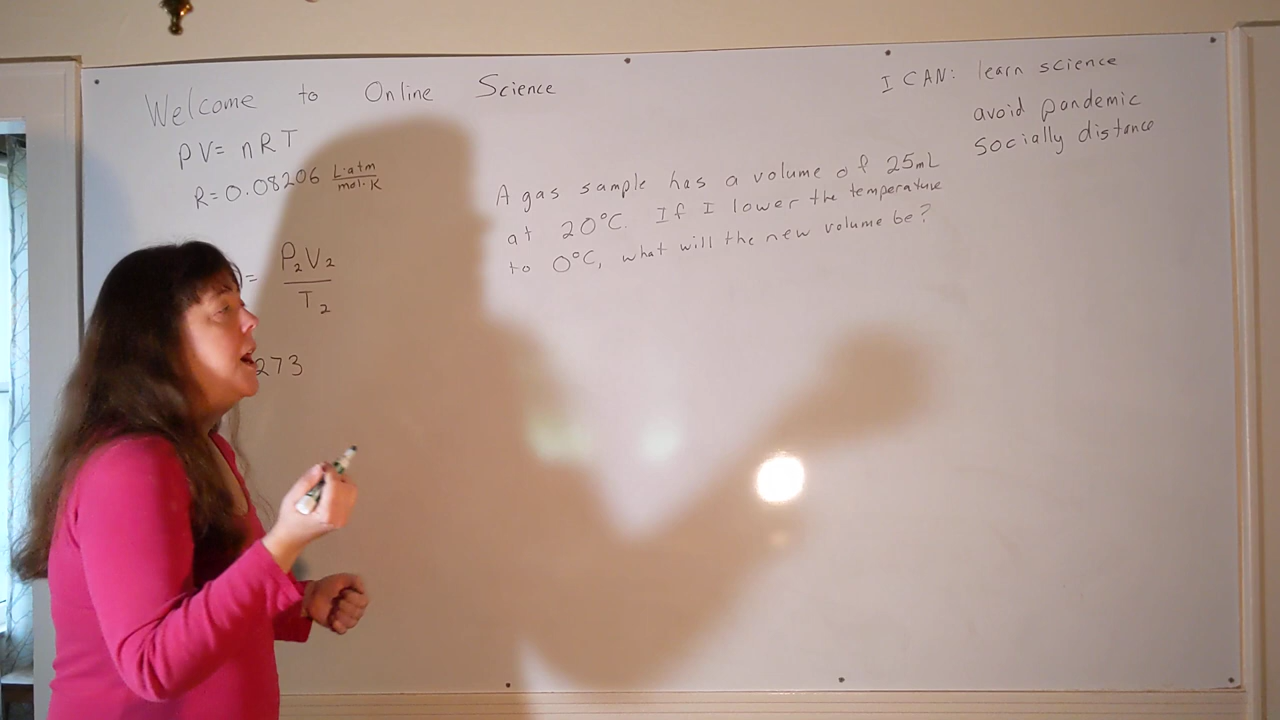 Welcome to Online Science
PV = nRT
R = 0.08206 L·atm
mol·K
= P₂V₂
T₂
273
A gas sample has a volume of 25mL
at 20°C. If I lower the temperature
to 0°C, what will the new volume be?
I CAN: learn science
avoid pandemic
socially distance